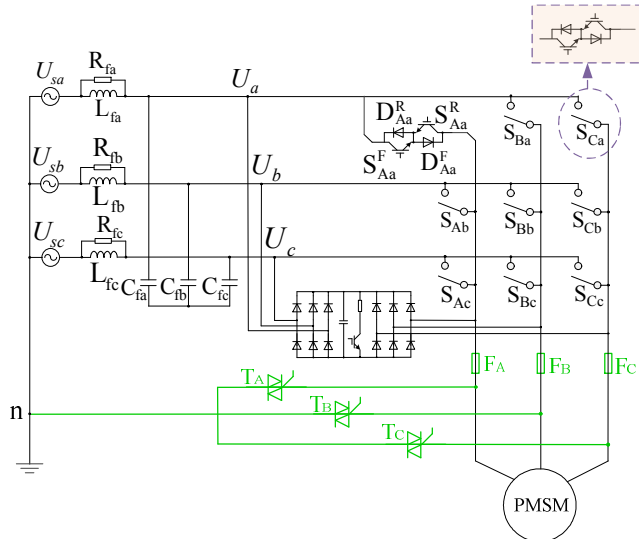 U_sa R_fa L_fa U_a D^R_Aa S^R_Aa S^F_Aa D^F_Aa S_Ba S_Ca
U_sb R_fb L_fb U_b S_Ab S_Bb S_Cb
U_sc R_fc L_fc U_c S_Ac S_Bc S_Cc
C_fa C_fb C_fc
F_A F_B F_C
T_A
n T_B
T_C
PMSM